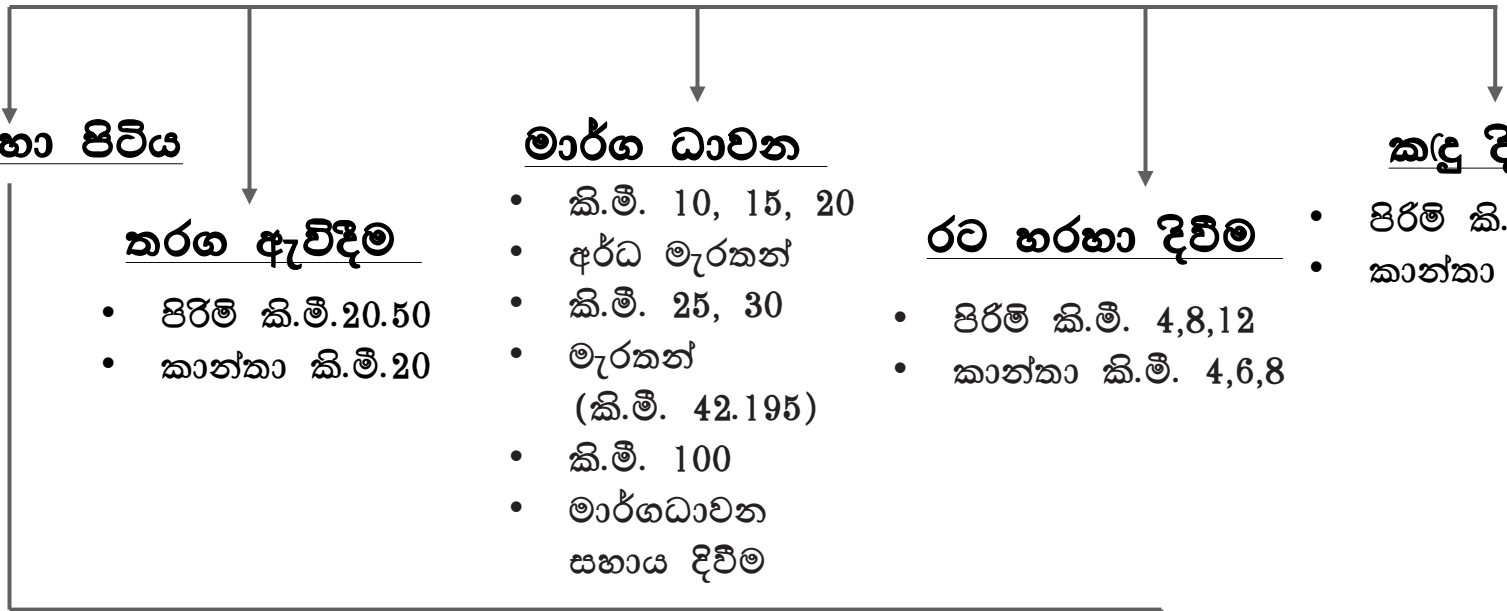 පිටිය
තරග ඇවිදීම
• පිරිමි කි.මී.20.50
• කාන්තා කි.මී.20
මාර්ග ධාවන
• කි.මී. 10, 15, 20
• අර්ධ මැරතන්
• කි.මී. 25, 30
• මැරතන්
(කි.මී. 42.195)
• කි.මී. 100
• මාර්ගධාවන
සහාය දිවීම
රට හරහා දිවීම
• පිරිමි කි.මී. 4,8,12
• කාන්තා කි.මී. 4,6,8
• පිරිමි කි.
• කාන්තා